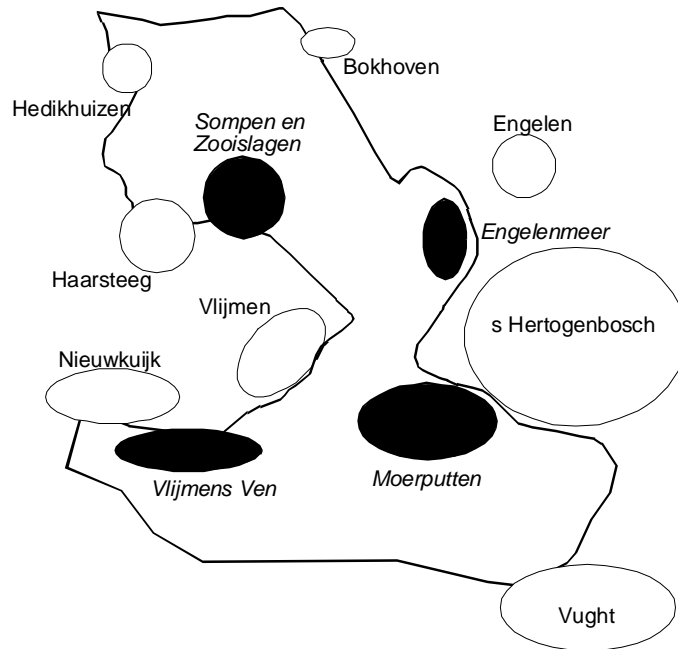 Bokhoven
Hedikhuizen
Sompen en
Zooislagen
Engelen
Engelenmeer
Haarsteeg
Vlijmen
s Hertogenbosch
Nieuwkuijk
Vlijmens Ven
Moerputten
Vught